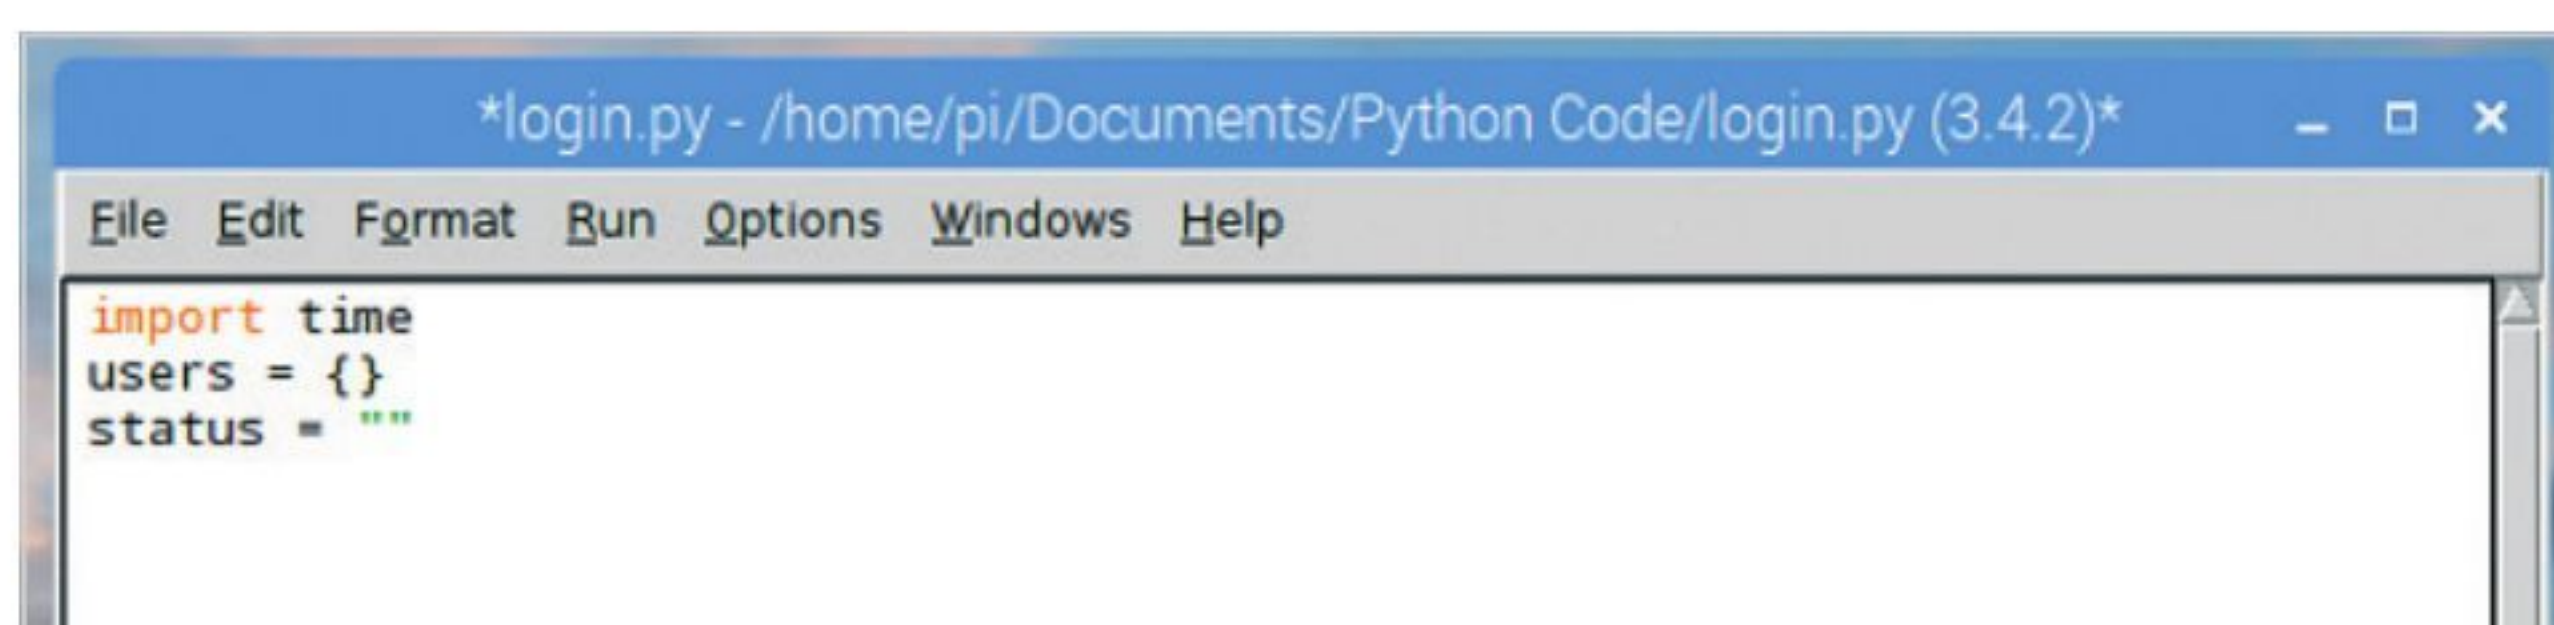 *login.py - /home/pi/Documents/Python Code/login.py (3.4.2)*
File Edit Format Run Options Windows Help
import time
users = {}
status = ""